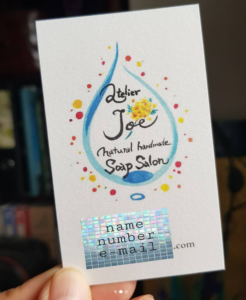 Atelier
Joe
natural handmade
Soap Salon
name
number
e-mail
.com